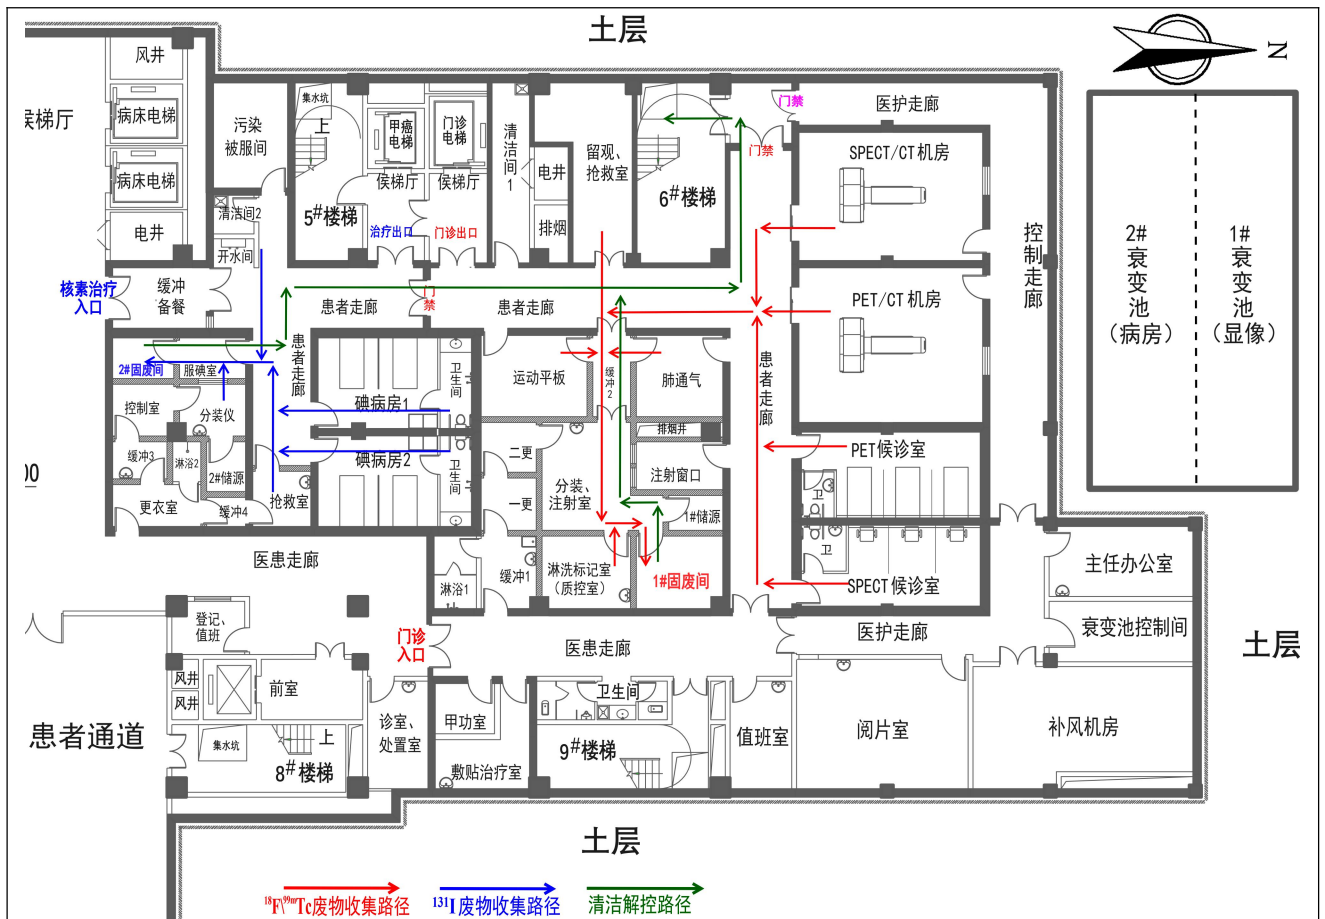 土层
N
风井
病床电梯
病床电梯
电井
候梯厅
污染
被服间
集水坑
上
5#楼梯
甲癌
电梯
候梯厅
门诊
电梯
候梯厅
治疗出口
门诊出口
清
洁
间
1
电井
排烟
留观、
抢救室
6#楼梯
门禁
门禁
医护走廊
SPECT/CT机房
PET/CT机房
控
制
走
廊
2#
衰
变
池
（病房）
1#
衰
变
池
（显像）
清洁间2
开水间
核素治疗
入口
缓冲
备餐
患者走廊
门
禁
患者走廊
2#固废间
服碘室
患
者
走
廊
控制室
分装仪
缓冲3
淋浴2
2#储源
更衣室
缓冲4
抢救室
碘病房1
卫
生
间
碘病房2
卫
生
间
运动平板
缓
冲
2
肺通气
排烟井
注射窗口
二更
一更
分装、
注射室
1#储源
患
者
走
廊
PET候诊室
卫
卫
SPECT候诊室
00
医患走廊
淋浴1
缓冲1
淋洗标记室
（质控室）
1#固废间
主任办公室
衰变池控制间
登记、
值班
门诊
入口
医患走廊
医护走廊
土层
风井
风井
前室
患者通道
集水坑
上
8#楼梯
诊室、
处置室
甲功室
敷贴治疗室
卫生间
9#楼梯
值班室
阅片室
补风机房
土层
18F\99mTc废物收集路径
131I废物收集路径
清洁解控路径